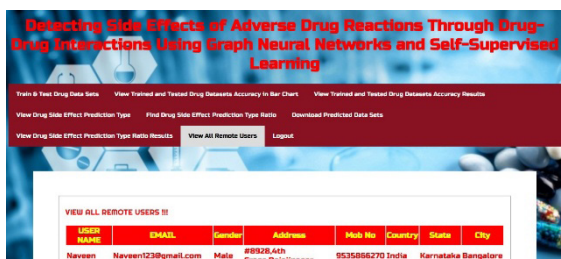 Detecting Side Effects of Adverse Drug Reactions Through Drug-
Drug Interactions Using Graph Neural Networks and Self-Supervised
Learning
Train & Test Drug Data Sets View Trained and Tested Drug Datasets Accuracy in Bar Chart View Trained and Tested Drug Datasets Accuracy Results
View Drug Side Effect Prediction Type Find Drug Side Effect Prediction Type Ratio Download Predicted Data Sets
View Drug Side Effect Prediction Type Ratio Results View All Remote Users Logout
VIEW ALL REMOTE USERS !!!
USER NAME EMAIL Gender Address Mob No Country State City
Naveen Naveen123@gmail.com Male #8928,4th 9535866270 India Karnataka Bangalore